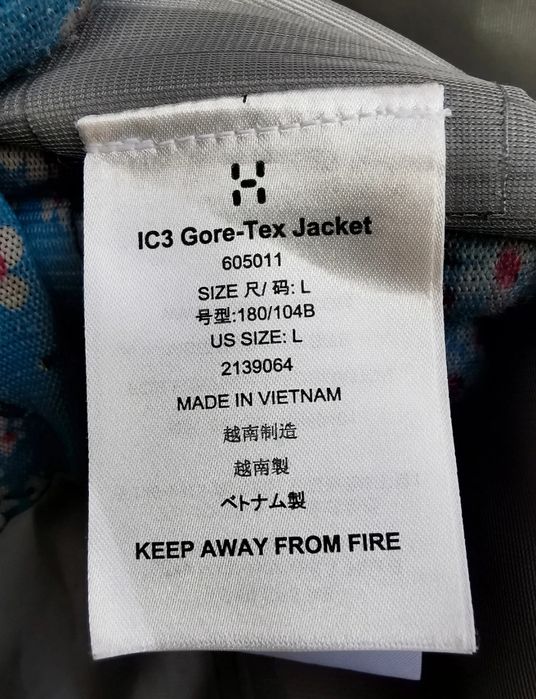 IC3 Gore-Tex Jacket
605011
SIZE 尺/ 码: L
号型:180/104B
US SIZE: L
2139064
MADE IN VIETNAM
越南制造
越南製
ベトナム製
KEEP AWAY FROM FIRE